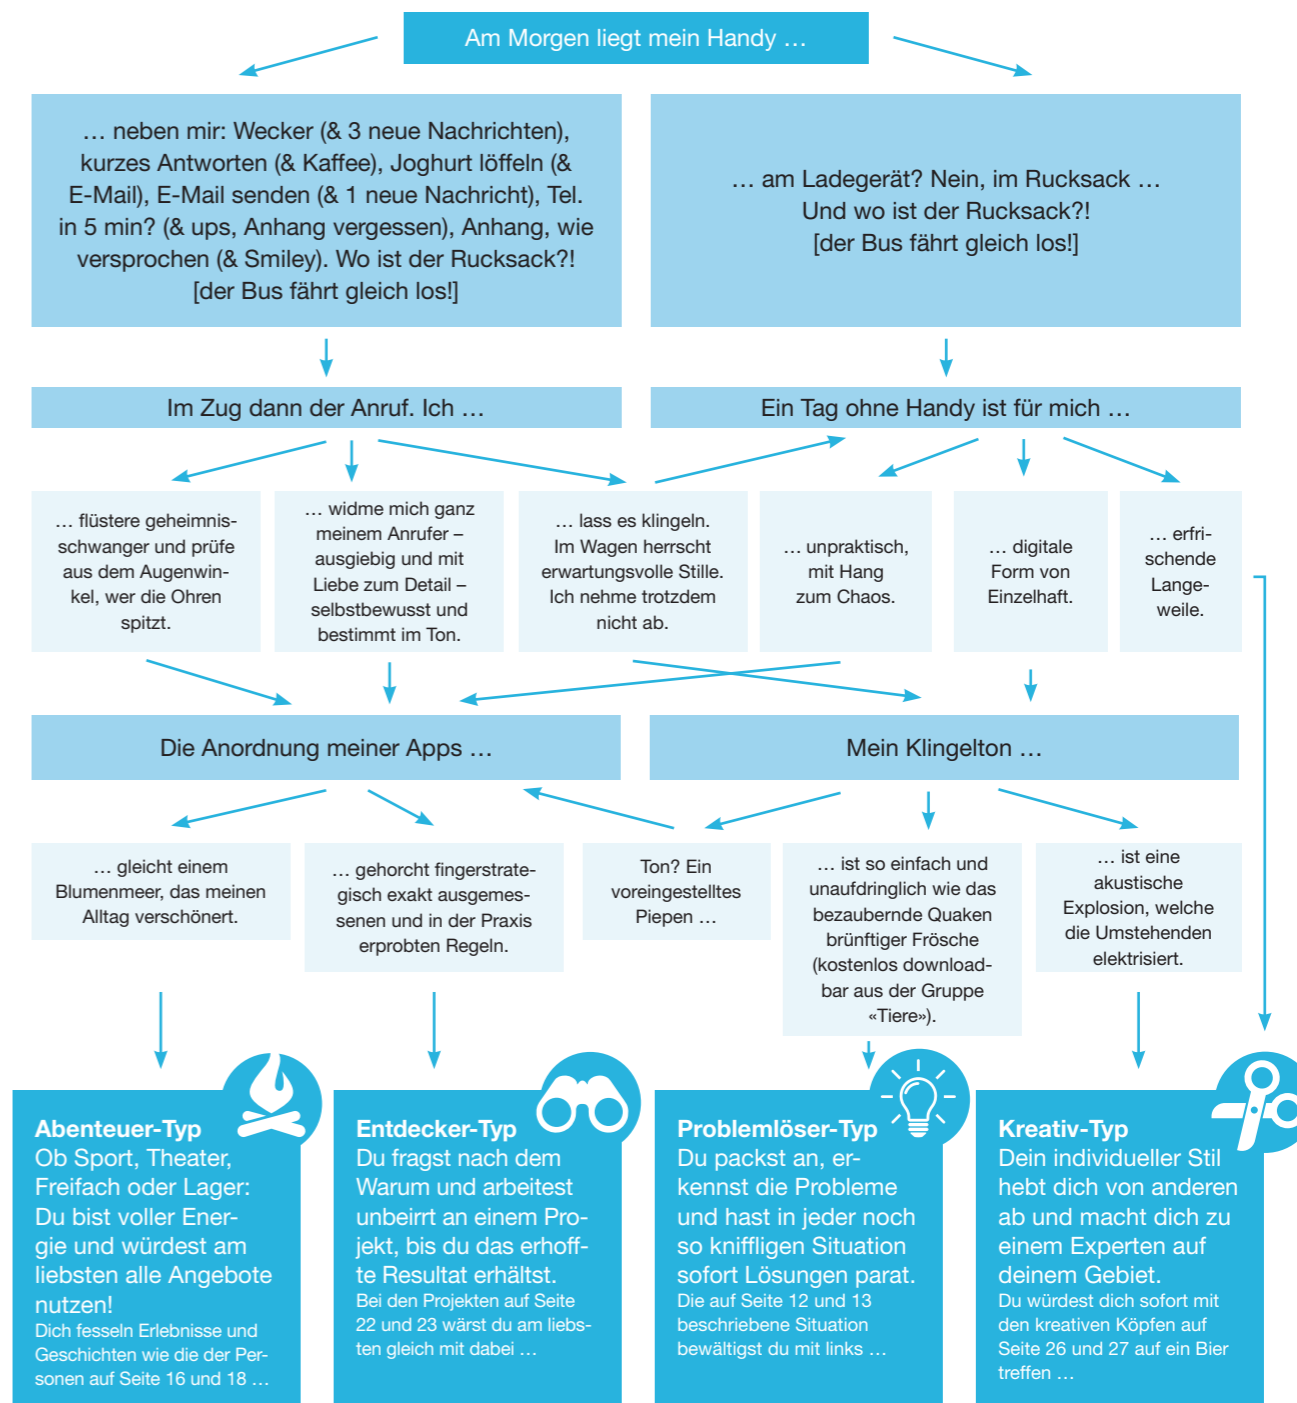 Am Morgen liegt mein Handy …
… neben mir: Wecker (& 3 neue Nachrichten),
kurzes Antworten (& Kaffee), Joghurt löffeln (&
E-Mail), E-Mail senden (& 1 neue Nachricht), Tel.
in 5 min? (& ups, Anhang vergessen), Anhang, wie
versprochen (& Smiley). Wo ist der Rucksack?!
[der Bus fährt gleich los!]
… am Ladegerät? Nein, im Rucksack …
Und wo ist der Rucksack?!
[der Bus fährt gleich los!]
Im Zug dann der Anruf. Ich …
Ein Tag ohne Handy ist für mich …
… flüstere geheimnis-
schwanger und prüfe
aus dem Augenwin-
kel, wer die Ohren
spitzt.
… widme mich ganz
meinem Anrufer –
ausgiebig und mit
Liebe zum Detail –
selbstbewusst und
bestimmt im Ton.
… lass es klingeln.
Im Wagen herrscht
erwartungsvolle Stille.
Ich nehme trotzdem
nicht ab.
… unpraktisch,
mit Hang
zum Chaos.
… digitale
Form von
Einzelhaft.
… erfri-
schende
Lange-
weile.
Die Anordnung meiner Apps …
Mein Klingelton …
… gleicht einem
Blumenmeer, das meinen
Alltag verschönert.
… gehorcht fingerstrate-
gisch exakt ausgemes-
senen und in der Praxis
erprobten Regeln.
Ton? Ein
voreingestelltes
Piepen …
… ist so einfach und
unaufdringlich wie das
bezaubernde Quaken
brünftiger Frösche
(kostenlos download-
bar aus der Gruppe
«Tiere»).
… ist eine
akustische
Explosion, welche
die Umstehenden
elektrisiert.
Abenteuer-Typ
Ob Sport, Theater,
Freifach oder Lager:
Du bist voller Ener-
gie und würdest am
liebsten alle Angebote
nutzen!
Dich fesseln Erlebnisse und
Geschichten wie die der Per-
sonen auf Seite 16 und 18 …
Entdecker-Typ
Du fragst nach dem
Warum und arbeitest
unbeirrt an einem Pro-
jekt, bis du das erhoff-
te Resultat erhältst.
Bei den Projekten auf Seite
22 und 23 wärst du am liebs-
ten gleich mit dabei …
Problemlöser-Typ
Du packst an, er-
kennst die Probleme
und hast in jeder noch
so kniffligen Situation
sofort Lösungen parat.
Die auf Seite 12 und 13
beschriebene Situation
bewältigst du mit links …
Kreativ-Typ
Dein individueller Stil
hebt dich von anderen
ab und macht dich zu
einem Experten auf
deinem Gebiet.
Du würdest dich sofort mit
den kreativen Köpfen auf
Seite 26 und 27 auf ein Bier
treffen …